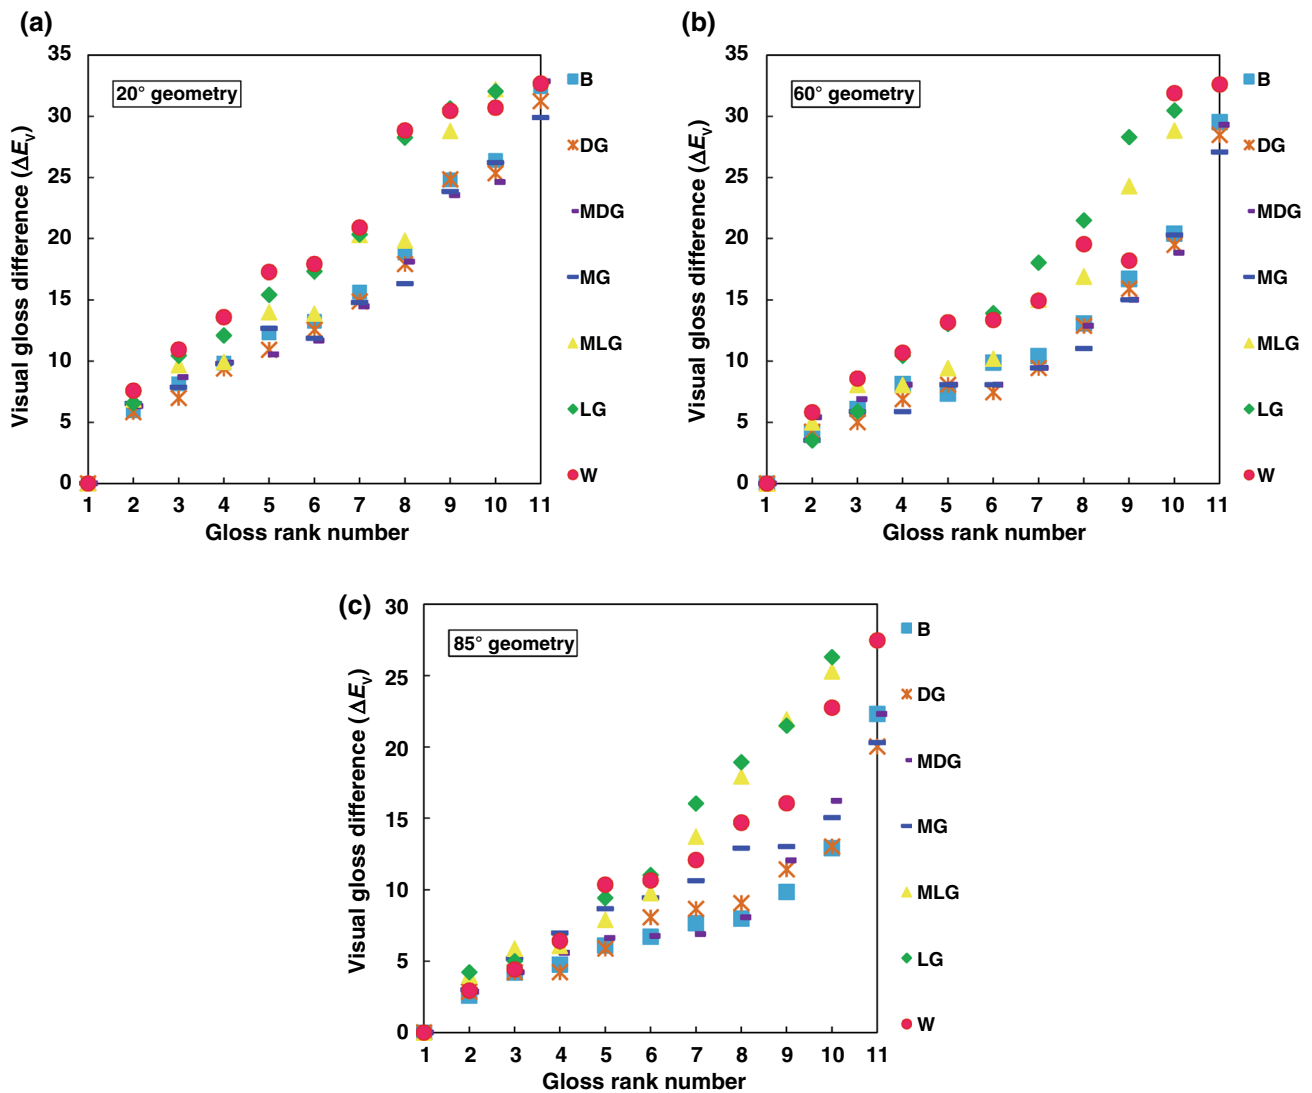 (a)
35
30
25
20
15
10
5
0
Visual gloss difference (ΔEv)
20° geometry
1 2 3 4 5 6 7 8 9 10 11
Gloss rank number
B
DG
MDG
MG
MLG
LG
W
(b)
35
30
25
20
15
10
5
0
Visual gloss difference (ΔEv)
60° geometry
1 2 3 4 5 6 7 8 9 10 11
Gloss rank number
B
DG
MDG
MG
MLG
LG
W
(c)
30
25
20
15
10
5
0
Visual gloss difference (ΔEv)
85° geometry
1 2 3 4 5 6 7 8 9 10 11
Gloss rank number
B
DG
MDG
MG
MLG
LG
W